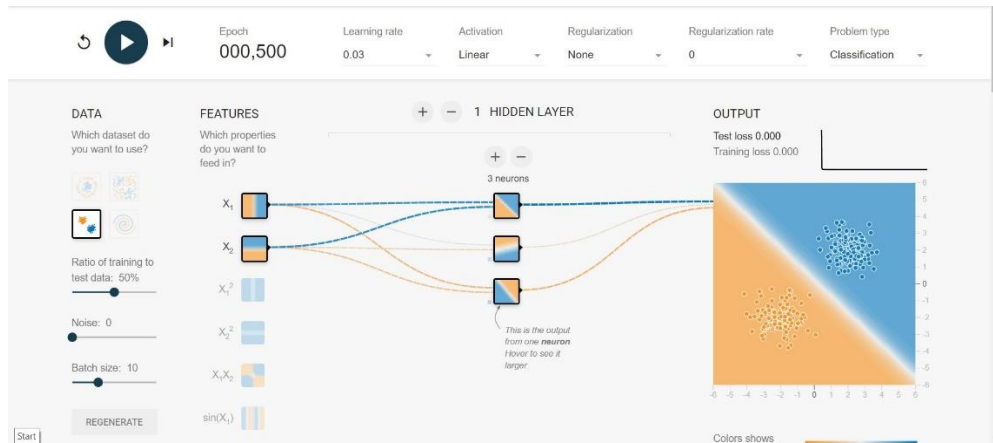 Epoch
000,500
Learning rate
0.03
Activation
Linear
Regularization
None
Regularization rate
0
Problem type
Classification
DATA
Which dataset do
you want to use?
Ratio of training to
test data: 50%
Noise: 0
Batch size: 10
REGENERATE
FEATURES
Which properties
do you want to
feed in?
X₁
X₂
X₁²
X₂²
X₁X₂
sin(X₁)
+ − 1 HIDDEN LAYER
+ −
3 neurons
This is the output
from one neuron.
Hover to see it
larger
OUTPUT
Test loss 0.000
Training loss 0.000
6
5
4
3
2
1
0
-1
-2
-3
-4
-5
-6
-6 -5 -4 -3 -2 -1 0 1 2 3 4 5 6
Colors shows
Start